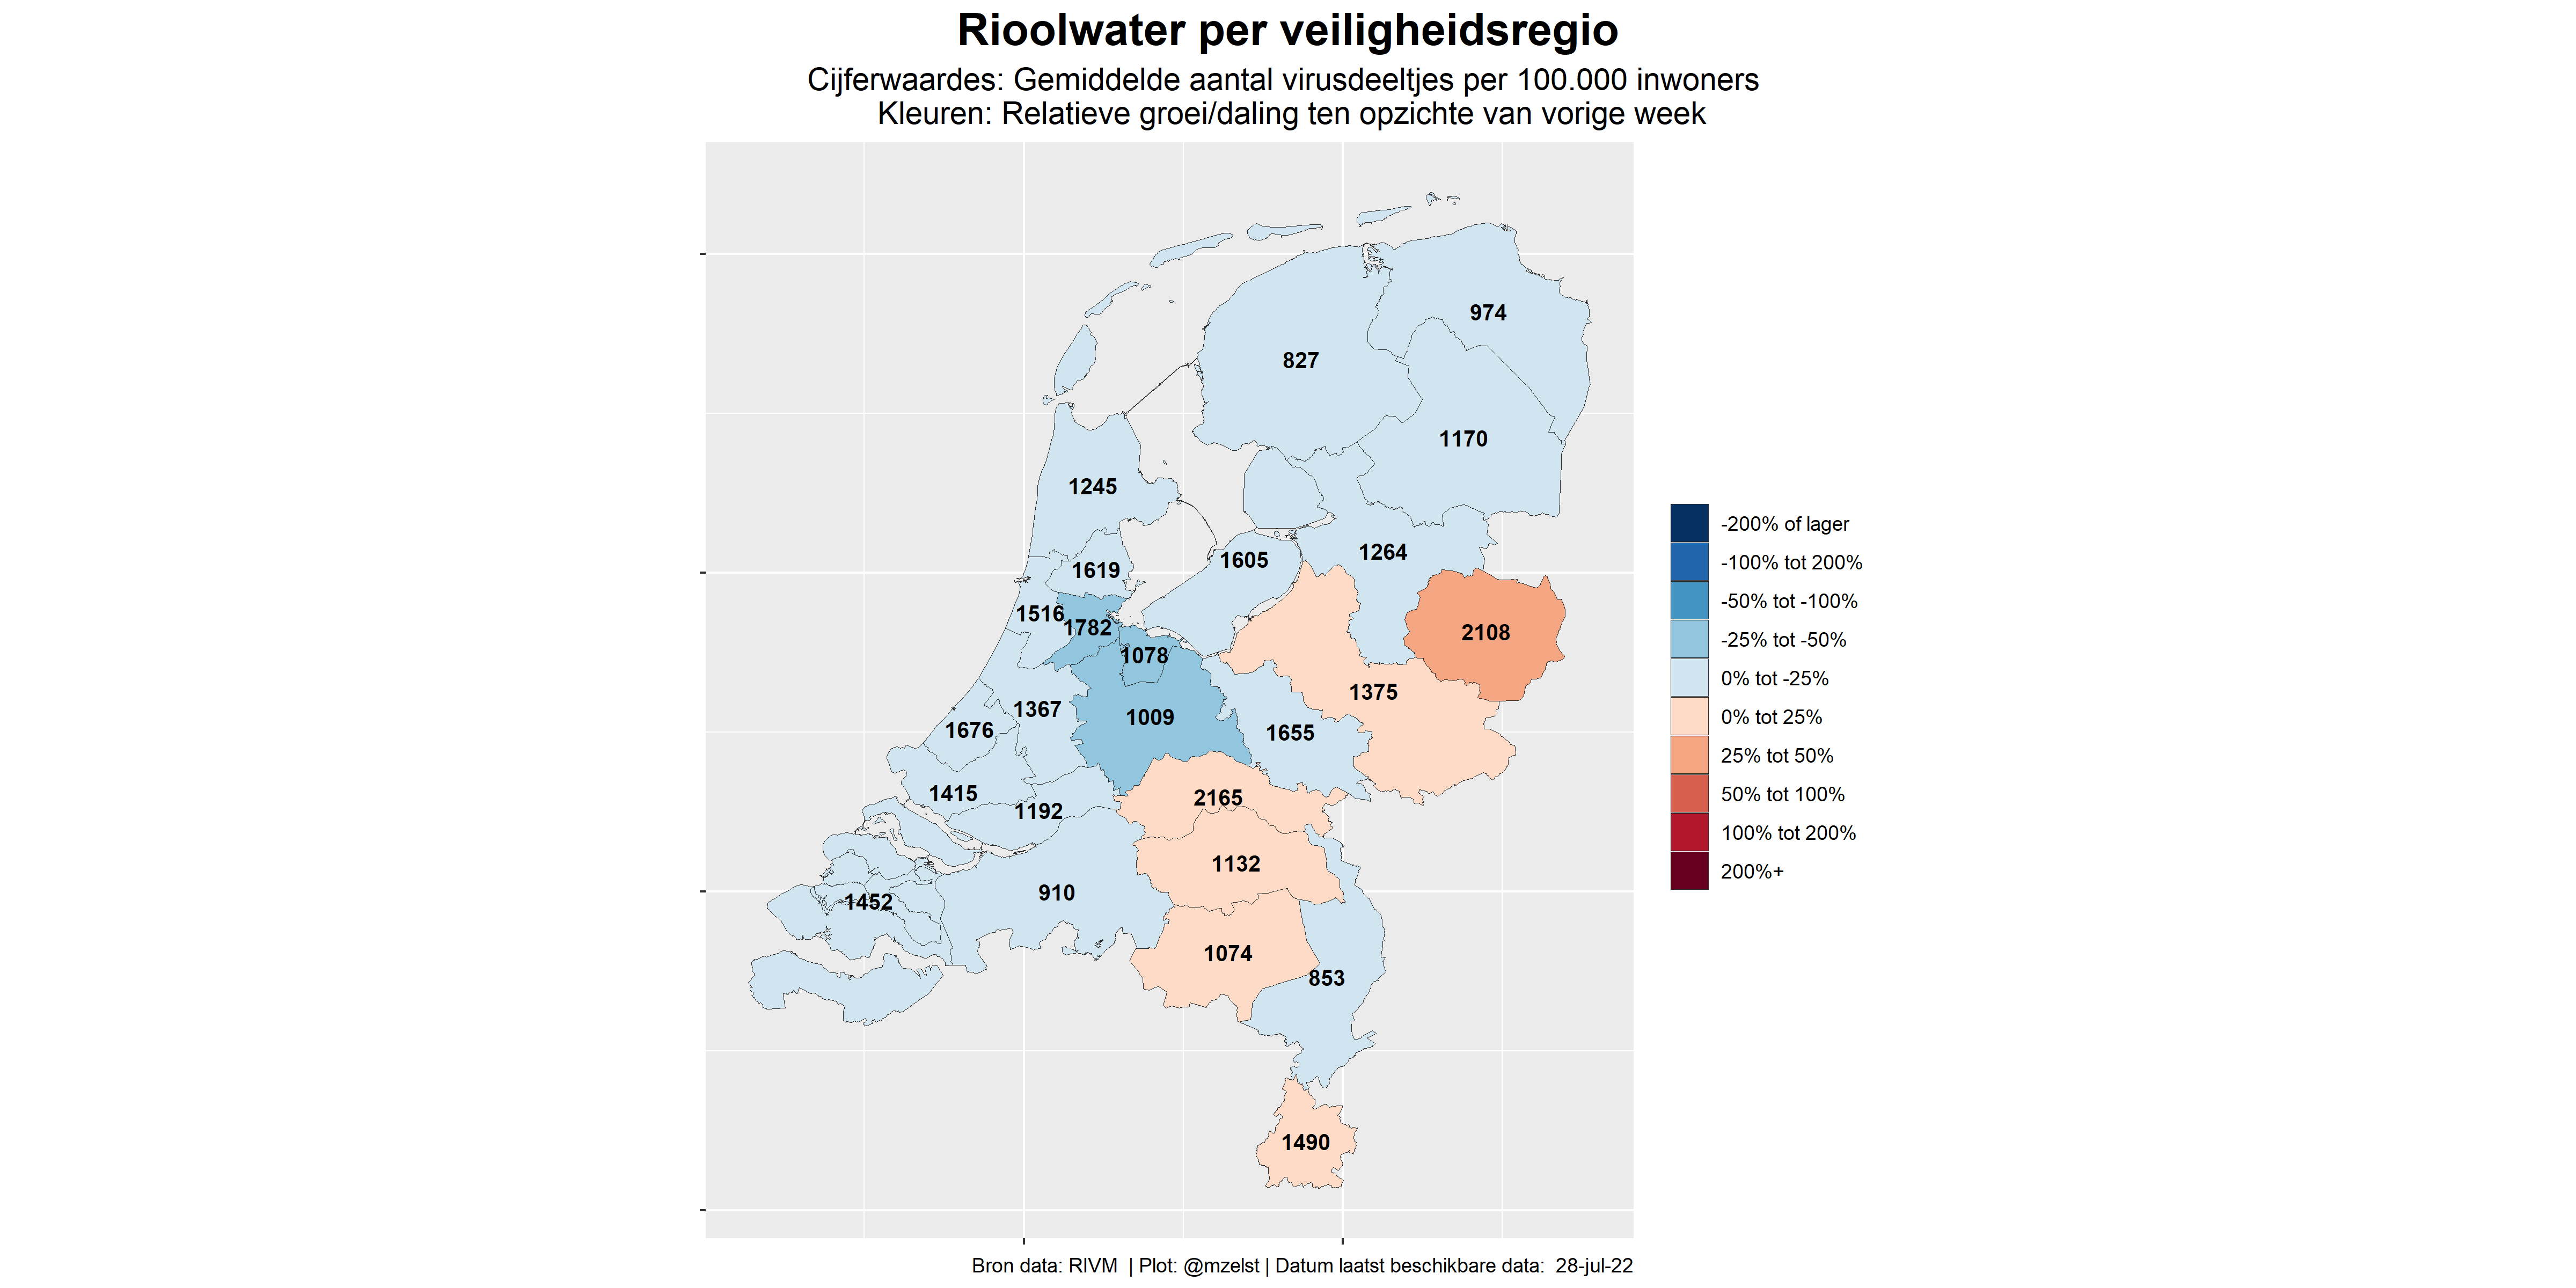 Rioolwater per veiligheidsregio
Cijferwaardes: Gemiddelde aantal virusdeeltjes per 100.000 inwoners
Kleuren: Relatieve groei/daling ten opzichte van vorige week
974
827
1170
1245
1264
1605
1619
1516
1782
2108
1078
1375
1367
1009
1676
1655
1415
2165
1192
1132
910
1452
1074
853
1490
-200% of lager
-100% tot 200%
-50% tot -100%
-25% tot -50%
0% tot -25%
0% tot 25%
25% tot 50%
50% tot 100%
100% tot 200%
200%+
Bron data: RIVM | Plot: @mzelst | Datum laatst beschikbare data: 28-jul-22